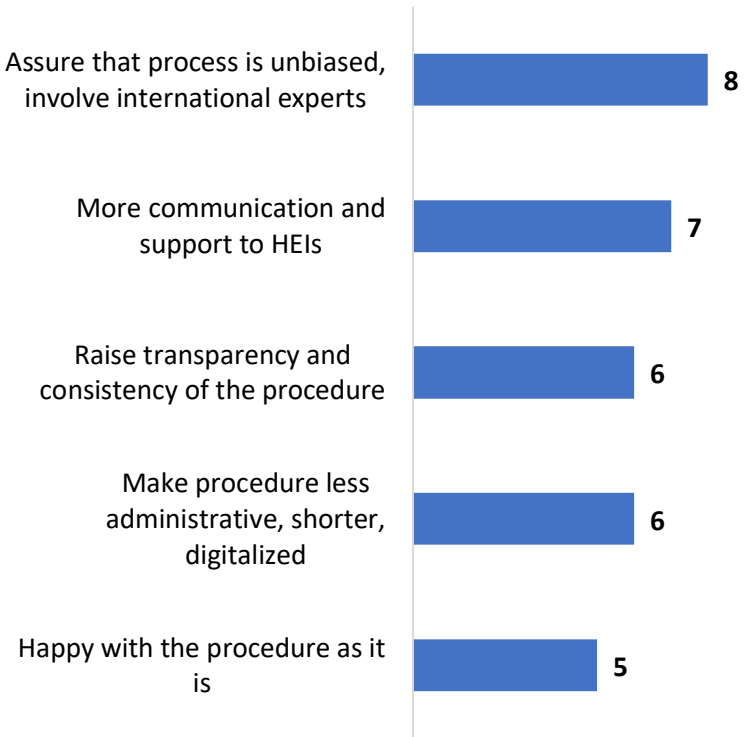 Assure that process is unbiased,
involve international experts
8
More communication and
support to HEIs
7
Raise transparency and
consistency of the procedure
6
Make procedure less
administrative, shorter,
digitalized
6
Happy with the procedure as it
is
5